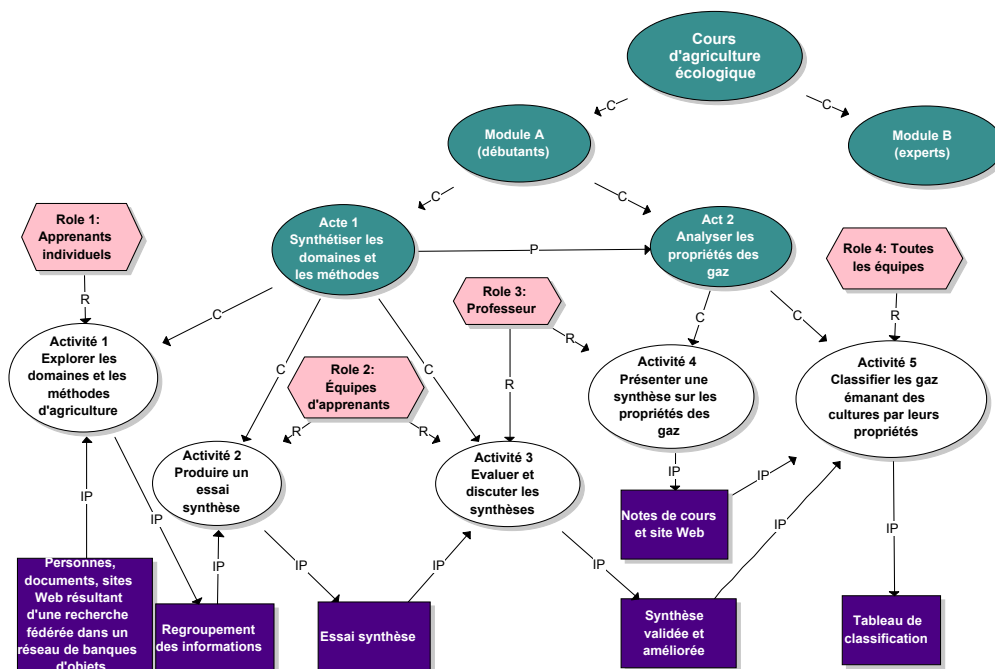 Cours
d'agriculture
écologique
C
C
Module A
(débutants)
Module B
(experts)
C
C
Role 1:
Apprenants
individuels
Acte 1
Synthétiser les
domaines et
les méthodes
P
Act 2
Analyser les
propriétés des
gaz
Role 4: Toutes
les équipes
R
C
Role 3:
Professeur
C
C
R
R
Activité 1
Explorer les
domaines et les
méthodes
d'agriculture
C
Role 2:
Équipes
d'apprenants
C
R
Activité 4
Présenter une
synthèse sur les
propriétés des
gaz
Activité 5
Classifier les gaz
émanant des
cultures par leurs
propriétés
R
R
Activité 2
Produire un
essai
synthèse
Activité 3
Evaluer et
discuter les
synthèses
IP
IP
IP
IP
IP
Notes de cours
et site Web
IP
IP
IP
IP
IP
IP
Personnes,
documents, sites
Web résultant
d'une recherche
fédérée dans un
réseau de banques
d'objets
Regroupement
des informations
Essai synthèse
Synthèse
validée et
améliorée
Tableau de
classification